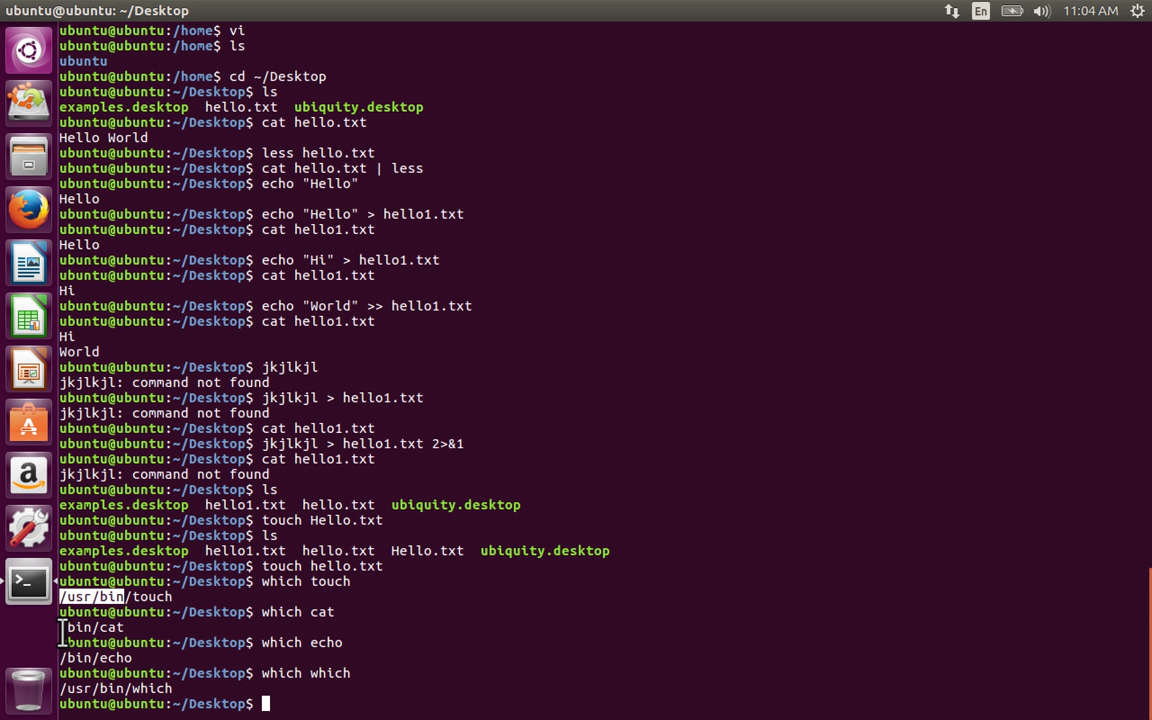 ubuntu@ubuntu: ~/Desktop
En
11:04 AM
ubuntu@ubuntu:/home$ vi
ubuntu@ubuntu:/home$ ls
ubuntu
ubuntu@ubuntu:/home$ cd ~/Desktop
ubuntu@ubuntu:~/Desktop$ ls
examples.desktop  hello.txt  ubiquity.desktop
ubuntu@ubuntu:~/Desktop$ cat hello.txt
Hello World
ubuntu@ubuntu:~/Desktop$ less hello.txt
ubuntu@ubuntu:~/Desktop$ cat hello.txt | less
ubuntu@ubuntu:~/Desktop$ echo "Hello"
Hello
ubuntu@ubuntu:~/Desktop$ echo "Hello" > hello1.txt
ubuntu@ubuntu:~/Desktop$ cat hello1.txt
Hello
ubuntu@ubuntu:~/Desktop$ echo "Hi" > hello1.txt
ubuntu@ubuntu:~/Desktop$ cat hello1.txt
Hi
ubuntu@ubuntu:~/Desktop$ echo "World" >> hello1.txt
ubuntu@ubuntu:~/Desktop$ cat hello1.txt
Hi
World
ubuntu@ubuntu:~/Desktop$ jkjlkjl
jkjlkjl: command not found
ubuntu@ubuntu:~/Desktop$ jkjlkjl > hello1.txt
jkjlkjl: command not found
ubuntu@ubuntu:~/Desktop$ cat hello1.txt
ubuntu@ubuntu:~/Desktop$ jkjlkjl > hello1.txt 2>&1
ubuntu@ubuntu:~/Desktop$ cat hello1.txt
jkjlkjl: command not found
ubuntu@ubuntu:~/Desktop$ ls
examples.desktop  hello1.txt  hello.txt  ubiquity.desktop
ubuntu@ubuntu:~/Desktop$ touch Hello.txt
ubuntu@ubuntu:~/Desktop$ ls
examples.desktop  hello1.txt  hello.txt  Hello.txt  ubiquity.desktop
ubuntu@ubuntu:~/Desktop$ touch hello.txt
ubuntu@ubuntu:~/Desktop$ which touch
/usr/bin/touch
ubuntu@ubuntu:~/Desktop$ which cat
/bin/cat
ubuntu@ubuntu:~/Desktop$ which echo
/bin/echo
ubuntu@ubuntu:~/Desktop$ which which
/usr/bin/which
ubuntu@ubuntu:~/Desktop$